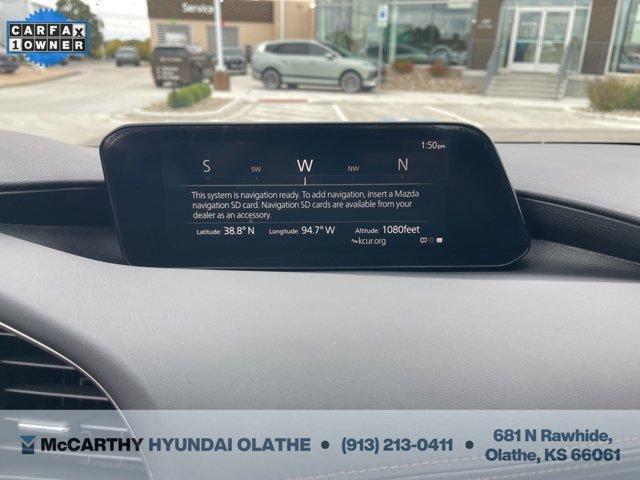 CARFAX
1 OWNER
Service
1:50pm
S SW W NW N
This system is navigation ready. To add navigation, insert a Mazda
navigation SD card. Navigation SD cards are available from your
dealer as an accessory.
Latitude: 38.8° N Longitude: 94.7° W Altitude: 1080feet
kcur.org
McCARTHY HYUNDAI OLATHE • (913) 213-0411 • 681 N Rawhide,
Olathe, KS 66061